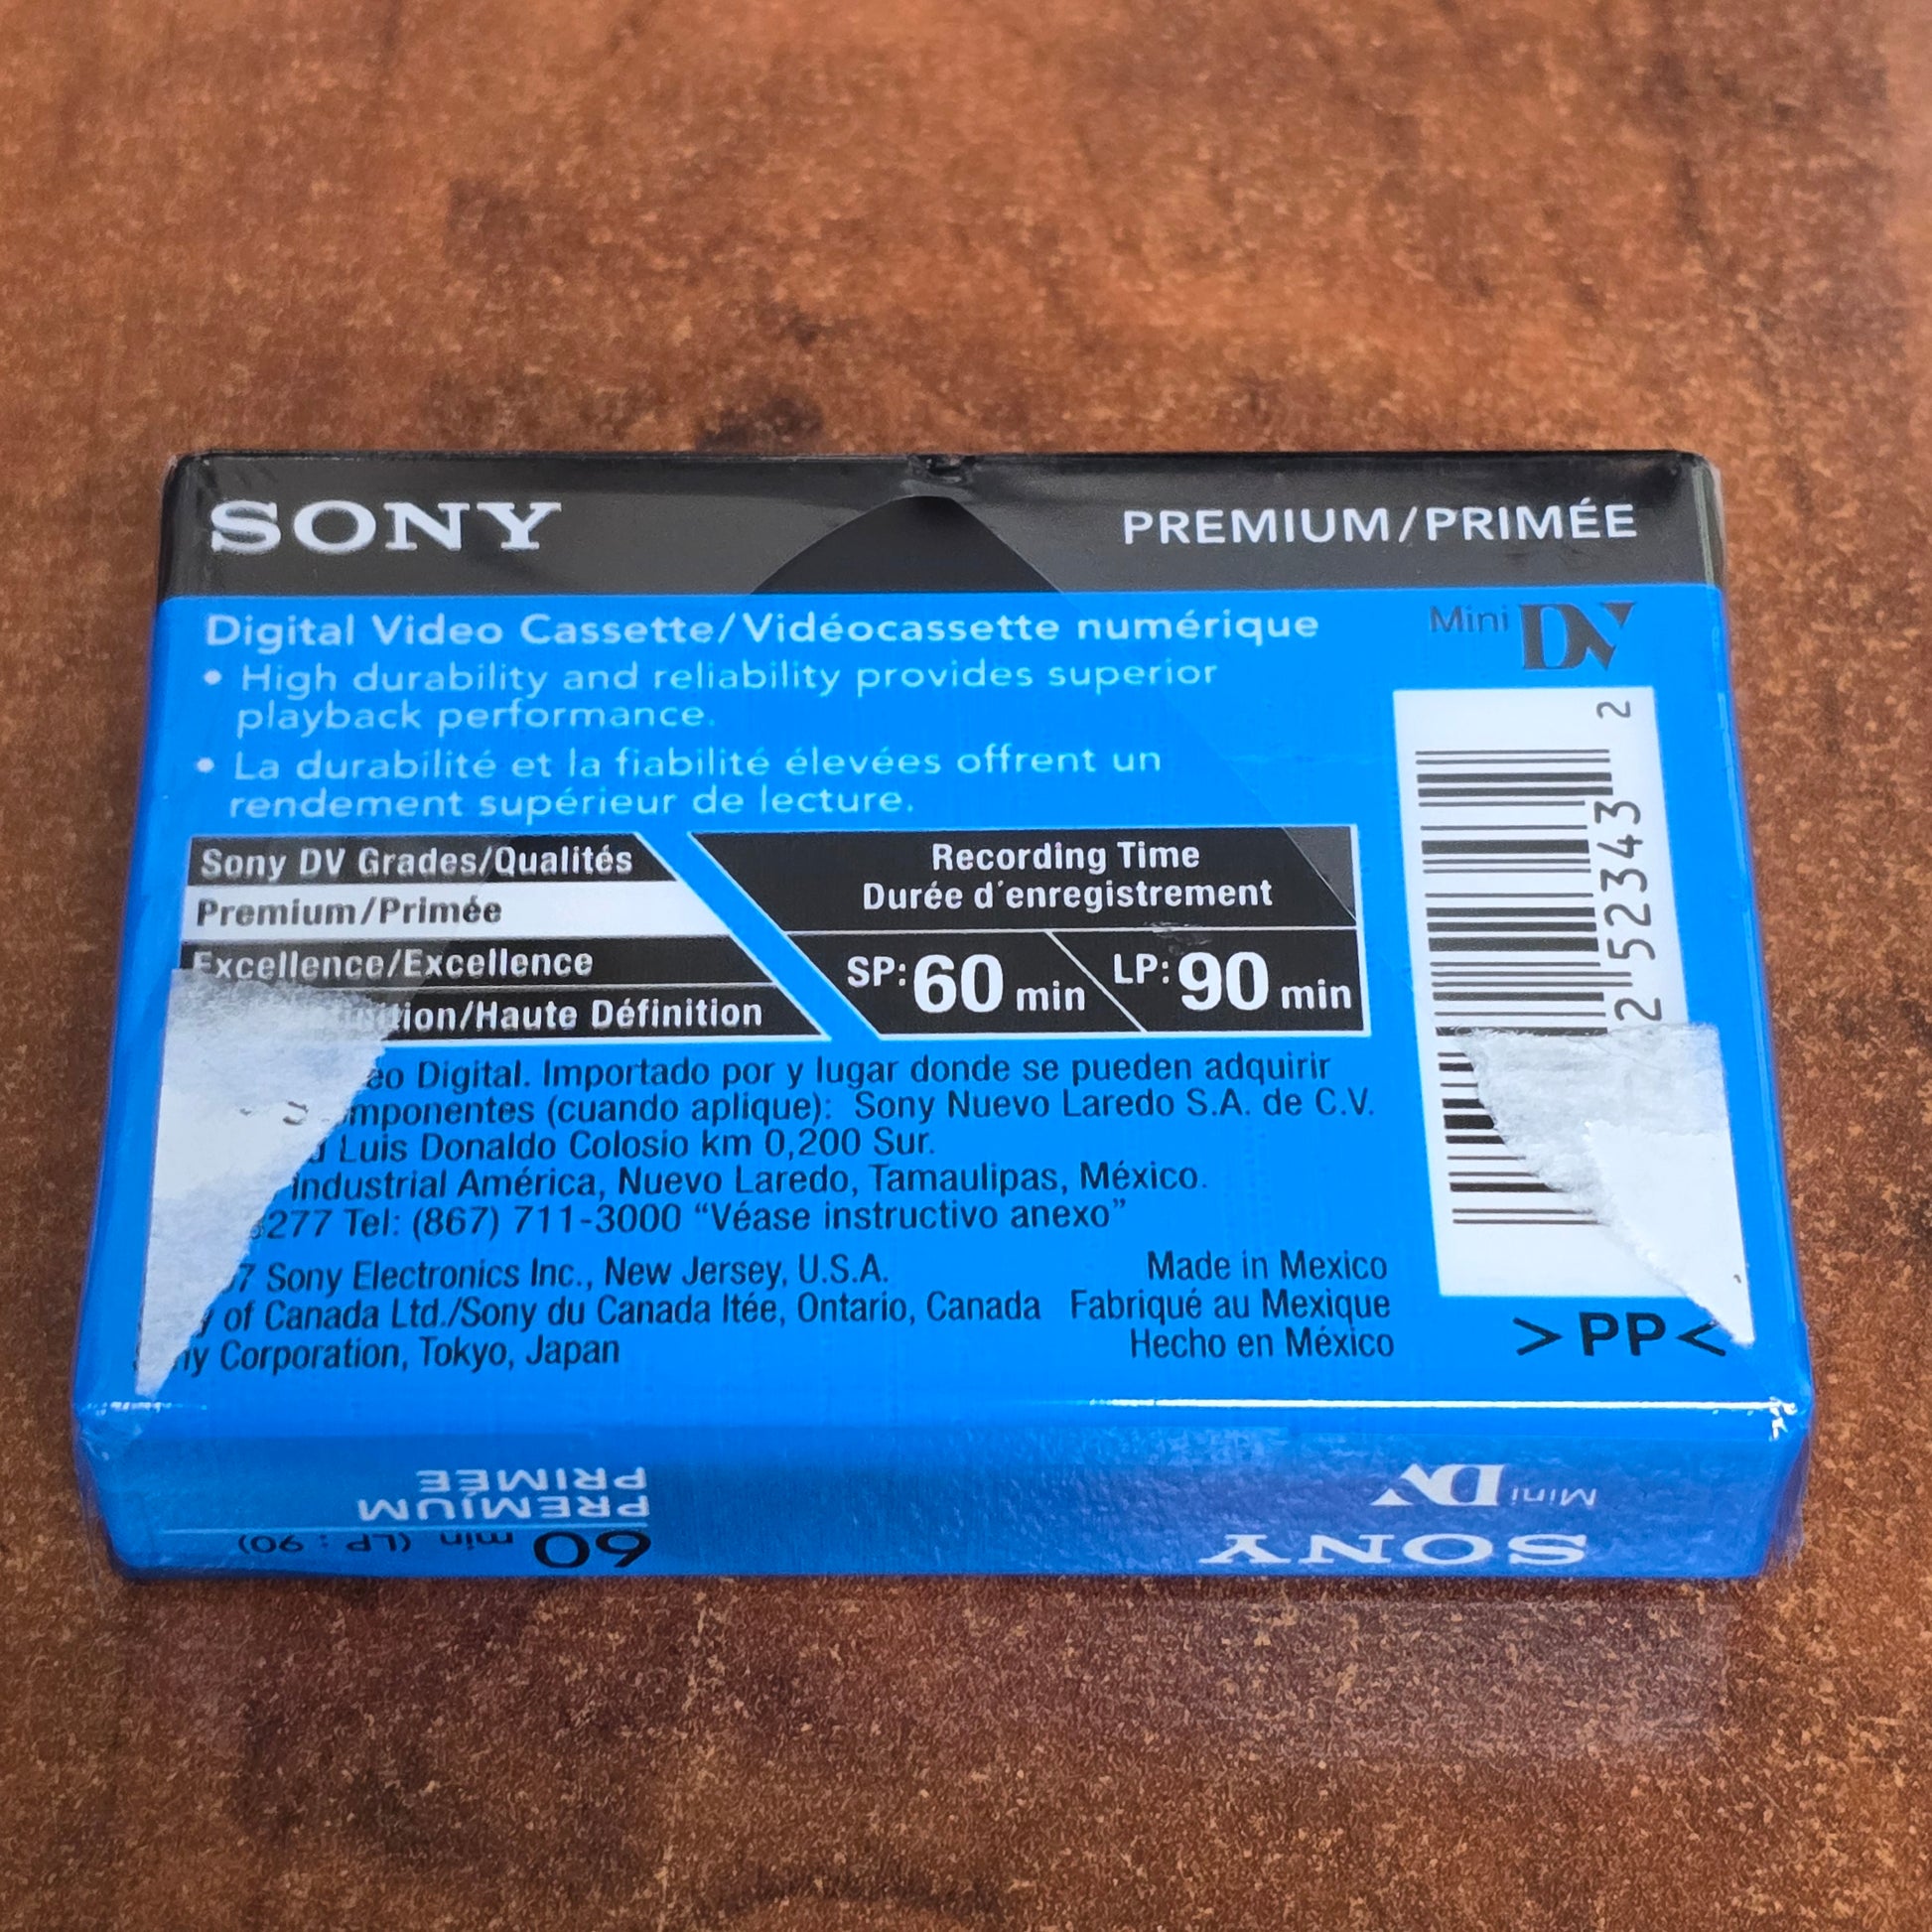 SONY
PREMIUM/PRIMÉE
Digital Video Cassette/Vidéocassette numérique
Mini DV
• High durability and reliability provides superior
playback performance.
• La durabilité et la fiabilité élevées offrent un
rendement supérieur de lecture.
Sony DV Grades/Qualités
Premium/Primée
Excellence/Excellence
/Haute Définition
Recording Time
Durée d'enregistrement
SP: 60 min
LP: 90 min
2 52343 2
Digital. Importado por y lugar donde se pueden adquirir
(cuando aplique): Sony Nuevo Laredo S.A. de C.V.
Luis Donaldo Colosio km 0,200 Sur.
Industrial América, Nuevo Laredo, Tamaulipas, México.
277 Tel: (867) 711-3000 “Véase instructivo anexo”
7 Sony Electronics Inc., New Jersey, U.S.A.
of Canada Ltd./Sony du Canada ltée, Ontario, Canada
Corporation, Tokyo, Japan
Made in Mexico
Fabriqué au Mexique
Hecho en México
>PP<
SONY
Mini DV
60 min (LP : 90)
PREMIUM
PRIMÉE